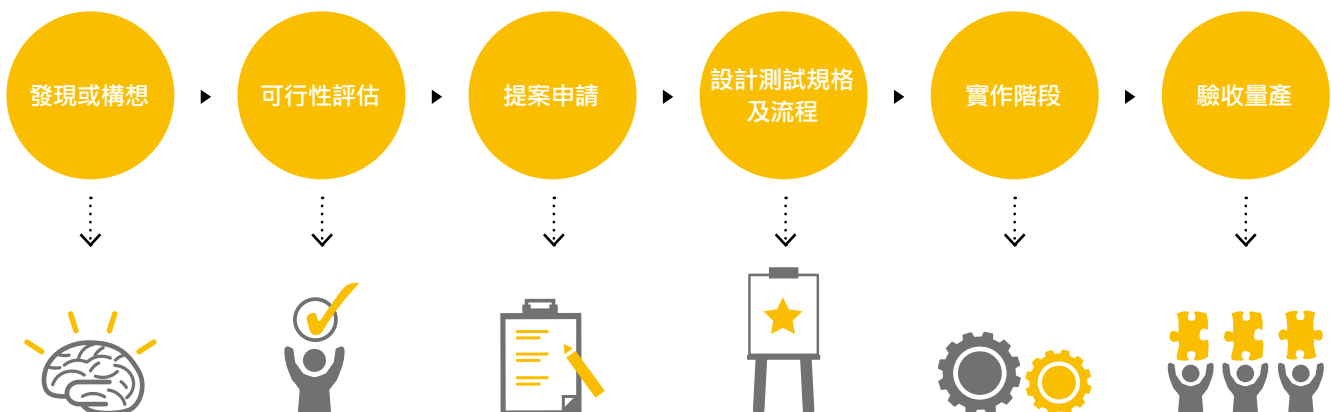 發現或構想
可行性評估
提案申請
設計測試規格
及流程
實作階段
驗收量產